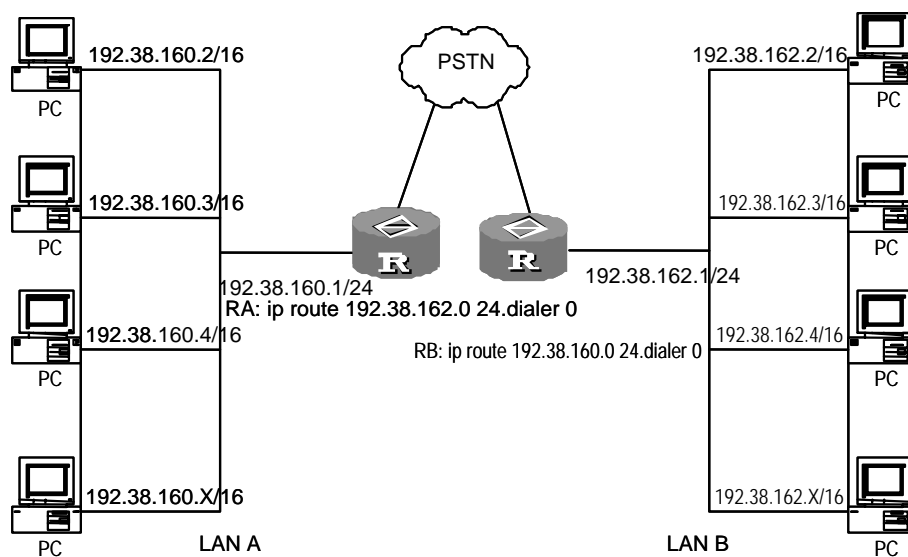 192.38.160.2/16
PSTN
192.38.162.2/16
PC
PC
192.38.160.3/16
192.38.162.3/16
PC
R
R
PC
192.38.160.1/24
192.38.162.1/24
RA: ip route 192.38.162.0 24.dialer 0
192.38.160.4/16
192.38.162.4/16
RB: ip route 192.38.160.0 24.dialer 0
PC
PC
192.38.160.X/16
192.38.162.X/16
PC
LAN A
LAN B
PC